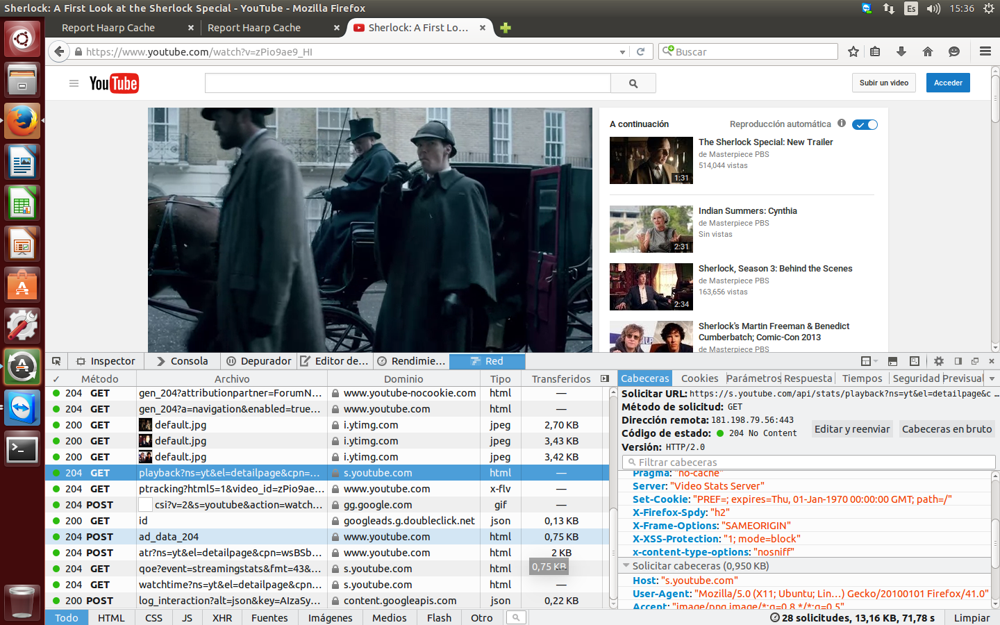 Sherlock: A First Look at the Sherlock Special - YouTube - Mozilla Firefox
Es
15:36
Report Haarp Cache
Report Haarp Cache
Sherlock: A First Lo...
https://www.youtube.com/watch?v=zPio9ae9_HI
Buscar
YouTube
Subir un video
Acceder
A continuación
Reproducción automática
The Sherlock Special: New Trailer
de Masterpiece PBS
514,044 vistas
1:31
Indian Summers: Cynthia
de Masterpiece PBS
Sin vistas
2:31
Sherlock, Season 3: Behind the Scenes
de Masterpiece PBS
163,656 vistas
2:34
Sherlock's Martin Freeman & Benedict
Cumberbatch; Comic-Con 2013
de Masterpiece PBS
Inspector
Consola
Depurador
Editor de...
Rendimie...
Red
✓ Método Archivo Dominio Tipo Transferidos
204 GET gen_204?attributionpartner=ForumN... www.youtube-nocookie.com html —
204 GET gen_204?a=navigation&enabled=true... www.youtube.com html —
200 GET default.jpg i.ytimg.com jpeg 2,70 KB
200 GET default.jpg i.ytimg.com jpeg 3,43 KB
200 GET default.jpg i.ytimg.com jpeg 3,42 KB
204 GET playback?ns=yt&el=detailpage&cpn=... s.youtube.com html —
204 GET ptracking?html5=1&video_id=zPio9ae... www.youtube.com x-flv —
204 POST csi?v=2&s=youtube&action=watch... gg.google.com gif —
200 GET id googleads.g.doubleclick.net json 0,13 KB
204 POST ad_data_204 www.youtube.com html 0,75 KB
204 POST atr?ns=yt&el=detailpage&cpn=wsBSb... www.youtube.com html 2 KB
204 GET qoe?event=streamingstats&fmt=43&... s.youtube.com html
0,75 KB
204 GET watchtime?ns=yt&el=detailpage&cpn... s.youtube.com html —
200 POST log_interaction?alt=json&key=AIzaSy... content.googleapis.com json 0,22 KB
Cabeceras Cookies Parámetros Respuesta Tiempos Seguridad Previsual
Solicitar URL: https://s.youtube.com/api/stats/playback?ns=yt&el=detailpage&c ...
Método de solicitud: GET
Dirección remota: 181.198.79.56:443
Código de estado: 204 No Content
Versión: HTTP/2.0
Editar y reenviar
Cabeceras en bruto
Filtrar cabeceras
Pragma: "no-cache"
Server: "Video Stats Server"
Set-Cookie: "PREF=; expires=Thu, 01-Jan-1970 00:00:00 GMT; path=/"
X-Firefox-Spdy: "h2"
X-Frame-Options: "SAMEORIGIN"
X-XSS-Protection: "1; mode=block"
x-content-type-options: "nosniff"
Solicitar cabeceras (0,950 KB)
Host: "s.youtube.com"
User-Agent: "Mozilla/5.0 (X11; Ubuntu; Lin...) Gecko/20100101 Firefox/41.0"
Accept: "image/png,image/*;q=0.8,*/*;q=0.5"
Todo HTML CSS JS XHR Fuentes Imágenes Medios Flash Otro
28 solicitudes, 13,16 KB, 71,78 s
Limpiar